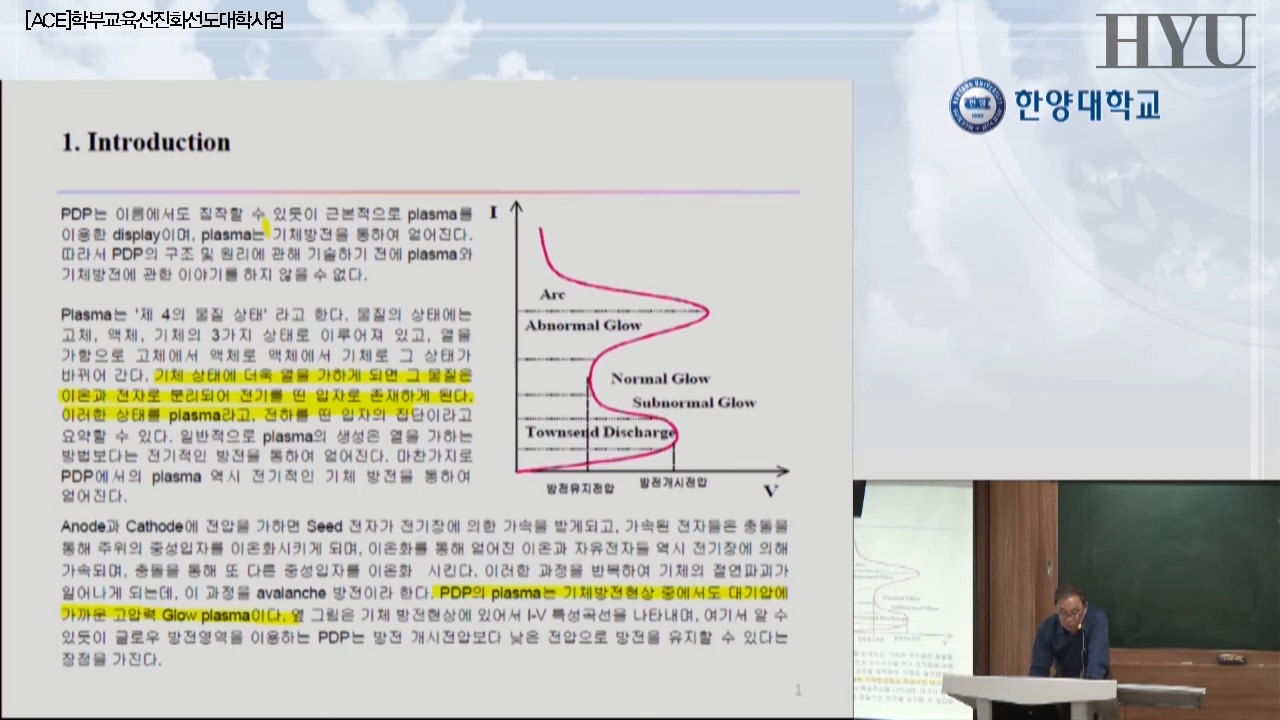 [ACE]학부교육선진화선도대학사업
HYU
한양대학교
1. Introduction
PDP는 이름에서도 짐작할 수 있듯이 근본적으로 plasma를
이용한 display이며, plasma는 기체방전을 통하여 얻어진다.
따라서 PDP의 구조 및 원리에 관해 기술하기 전에 plasma와
기체방전에 관한 이야기를 하지 않을 수 없다.
Plasma는 '제 4의 물질 상태' 라고 한다. 물질의 상태에는
고체, 액체, 기체의 3가지 상태로 이루어져 있고, 열을
가함으로 고체에서 액체로 액체에서 기체로 그 상태가
바뀌어 간다. 기체 상태에 더욱 열을 가하게 되면 그 물질은
이온과 전자로 분리되어 전기를 띤 입자로 존재하게 된다.
이러한 상태를 plasma라고, 전하를 띤 입자의 집단이라고
요약할 수 있다. 일반적으로 plasma의 생성은 열을 가하는
방법보다는 전기적인 방전을 통하여 얻어진다. 마찬가지로
PDP에서의 plasma 역시 전기적인 기체 방전을 통하여
얻어진다.
I
Arc
Abnormal Glow
Normal Glow
Subnormal Glow
Townsend Discharge
방전유지전압
방전개시전압
V
Anode과 Cathode에 전압을 가하면 Seed 전자가 전기장에 의한 가속을 받게되고, 가속된 전자들은 충돌을
통해 주위의 중성입자를 이온화시키게 되며, 이온화를 통해 얻어진 이온과 자유전자들 역시 전기장에 의해
가속되며, 충돌을 통해 또 다른 중성입자를 이온화 시킨다. 이러한 과정을 반복하여 기체의 절연파괴가
일어나게 되는데, 이 과정을 avalanche 방전이라 한다. PDP의 plasma는 기체방전현상 중에서도 대기압에
가까운 고압력 Glow plasma이다. 옆 그림은 기체 방전현상에 있어서 I-V 특성곡선을 나타내며, 여기서 알 수
있듯이 글로우 방전영역을 이용하는 PDP는 방전 개시전압보다 낮은 전압으로 방전을 유지할 수 있다는
장점을 가진다.
1